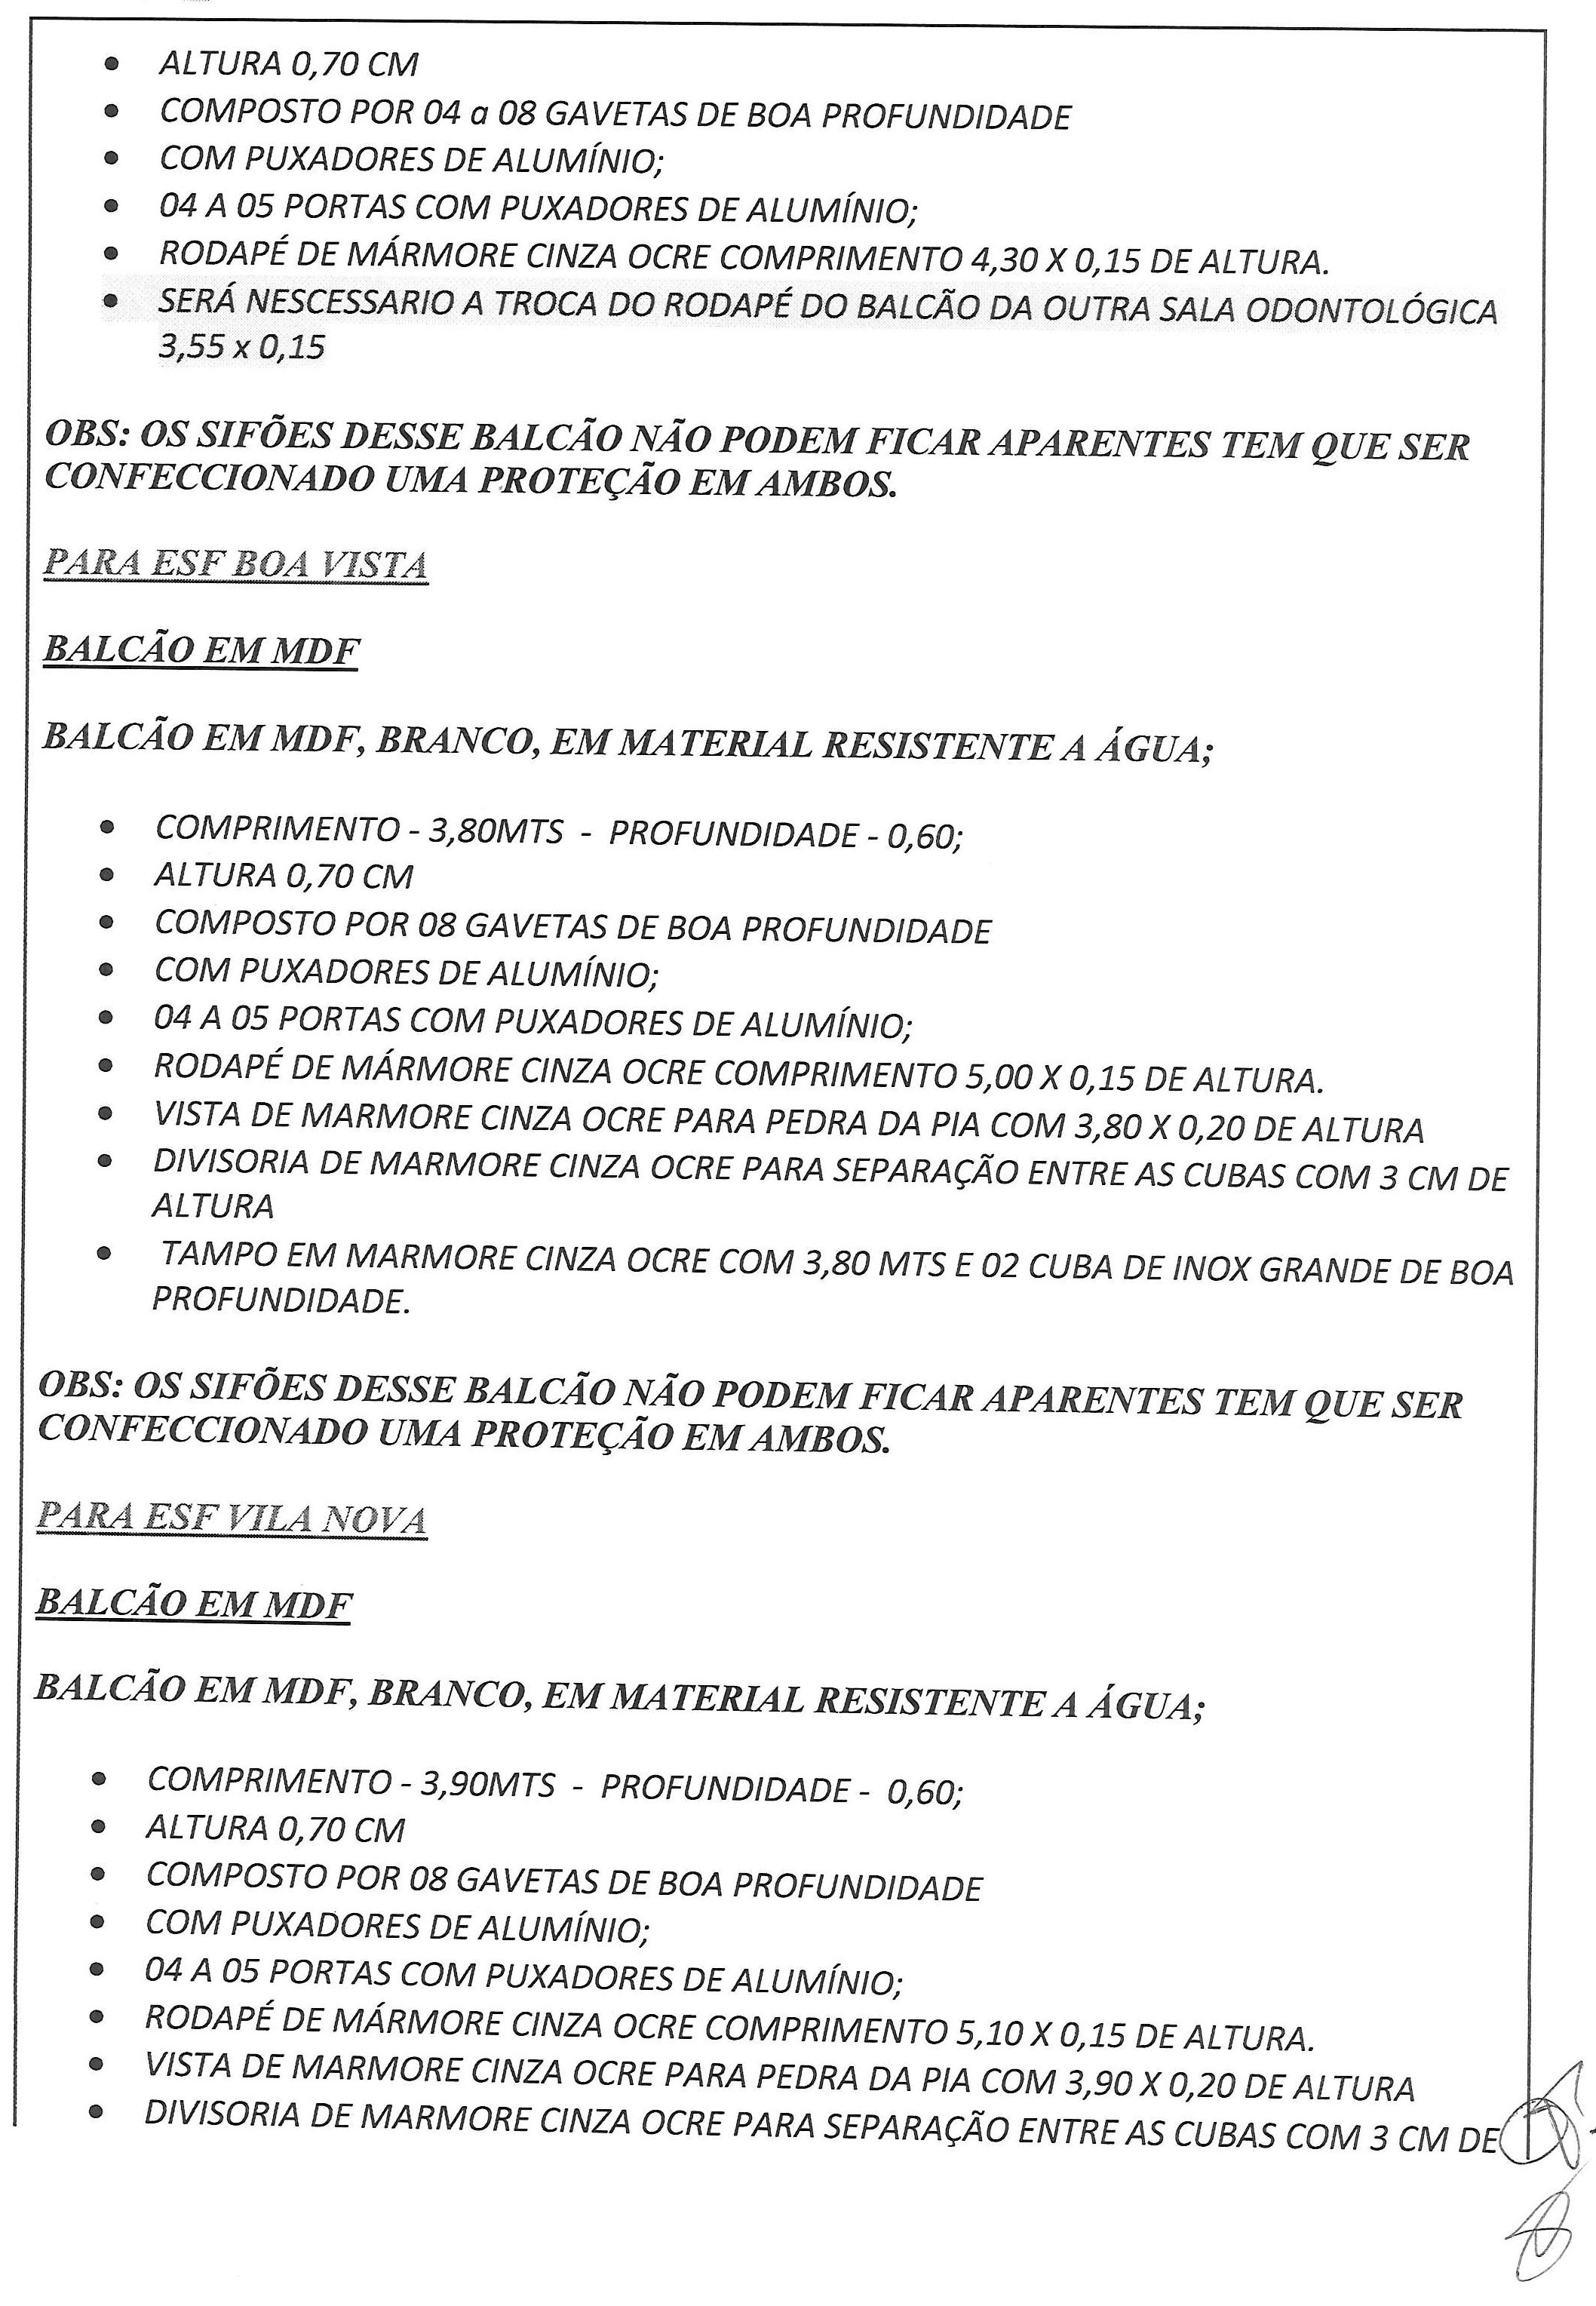 • ALTURA 0,70 CM
• COMPOSTO POR 04 a 08 GAVETAS DE BOA PROFUNDIDADE
• COM PUXADORES DE ALUMÍNIO;
• 04 A 05 PORTAS COM PUXADORES DE ALUMÍNIO;
• RODAPÉ DE MÁRMORE CINZA OCRE COMPRIMENTO 4,30 X 0,15 DE ALTURA.
• SERÁ NESCESSARIO A TROCA DO RODAPÉ DO BALCÃO DA OUTRA SALA ODONTOLÓGICA
3,55 x 0,15
OBS: OS SIFÕES DESSE BALCÃO NÃO PODEM FICAR APARENTES TEM QUE SER
CONFECCIONADO UMA PROTEÇÃO EM AMBOS.
PARA ESF BOA VISTA
BALCÃO EM MDF
BALCÃO EM MDF, BRANCO, EM MATERIAL RESISTENTE A ÁGUA;
• COMPRIMENTO - 3,80MTS - PROFUNDIDADE - 0,60;
• ALTURA 0,70 CM
• COMPOSTO POR 08 GAVETAS DE BOA PROFUNDIDADE
• COM PUXADORES DE ALUMÍNIO;
• 04 A 05 PORTAS COM PUXADORES DE ALUMÍNIO;
• RODAPÉ DE MÁRMORE CINZA OCRE COMPRIMENTO 5,00 X 0,15 DE ALTURA.
• VISTA DE MARMORE CINZA OCRE PARA PEDRA DA PIA COM 3,80 X 0,20 DE ALTURA
• DIVISORIA DE MARMORE CINZA OCRE PARA SEPARAÇÃO ENTRE AS CUBAS COM 3 CM DE
ALTURA
• TAMPO EM MARMORE CINZA OCRE COM 3,80 MTS E 02 CUBA DE INOX GRANDE DE BOA
PROFUNDIDADE.
OBS: OS SIFÕES DESSE BALCÃO NÃO PODEM FICAR APARENTES TEM QUE SER
CONFECCIONADO UMA PROTEÇÃO EM AMBOS.
PARA ESF VILA NOVA
BALCÃO EM MDF
BALCÃO EM MDF, BRANCO, EM MATERIAL RESISTENTE A ÁGUA;
• COMPRIMENTO - 3,90MTS - PROFUNDIDADE - 0,60;
• ALTURA 0,70 CM
• COMPOSTO POR 08 GAVETAS DE BOA PROFUNDIDADE
• COM PUXADORES DE ALUMÍNIO;
• 04 A 05 PORTAS COM PUXADORES DE ALUMÍNIO;
• RODAPÉ DE MÁRMORE CINZA OCRE COMPRIMENTO 5,10 X 0,15 DE ALTURA.
• VISTA DE MARMORE CINZA OCRE PARA PEDRA DA PIA COM 3,90 X 0,20 DE ALTURA
• DIVISORIA DE MARMORE CINZA OCRE PARA SEPARAÇÃO ENTRE AS CUBAS COM 3 CM DE